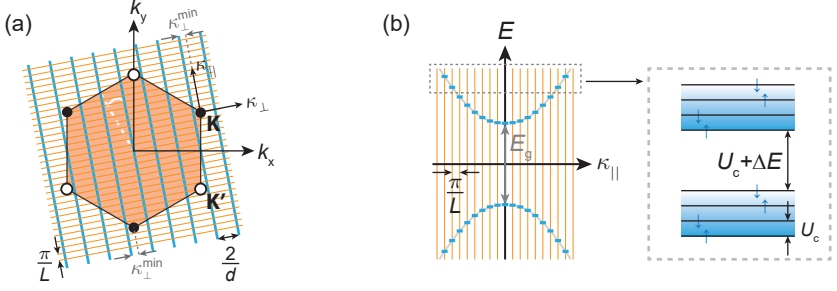 (a)
k_y
κ_⊥^min
κ_||
κ_⊥
K
k_x
K′
π/L
κ_⊥^min
2/d
(b)
E
E_g
κ_||
π/L
↓
↑
↓
↑
U_c+ΔE
↓
↑
U_c
↓
↑